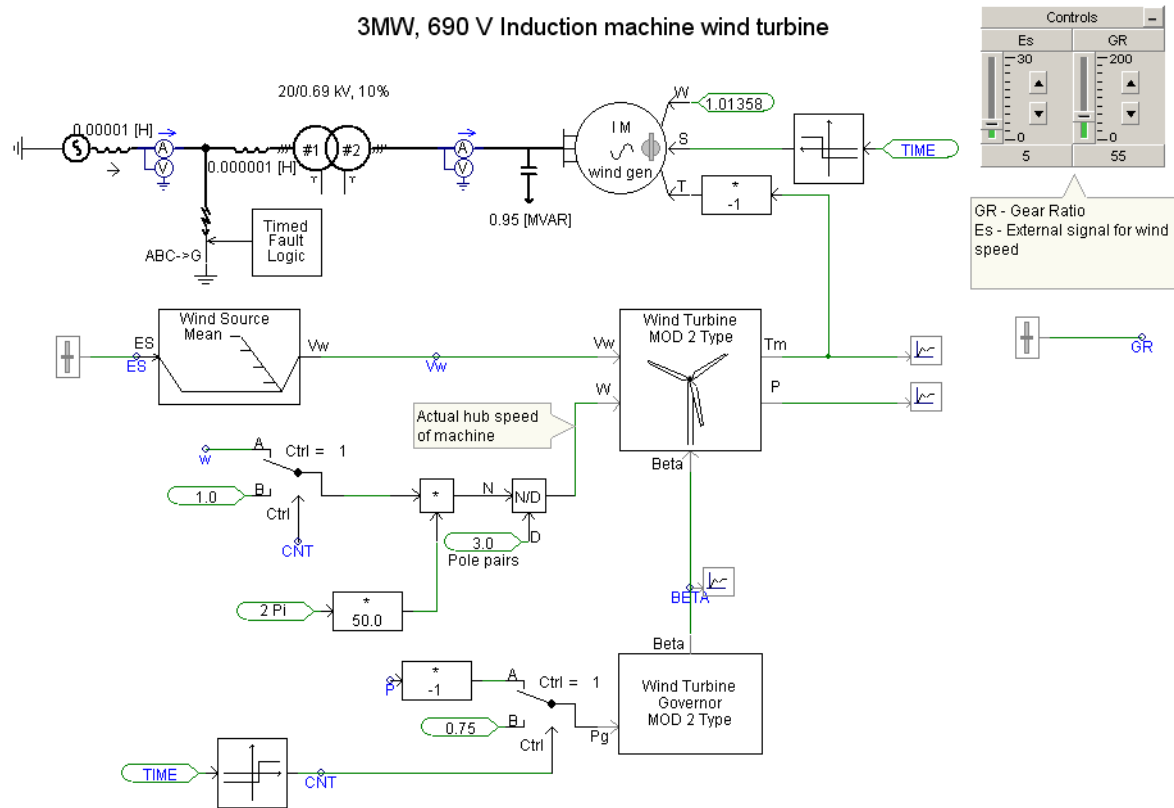 3MW, 690 V Induction machine wind turbine
Controls
Es
GR
30
0
200
0
5
55
GR - Gear Ratio
Es - External signal for wind
speed
20/0.69 kV, 10%
0.00001 [H]
A
V
0.000001 [H]
#1
#2
A
V
I M
wind gen
W
S
T
1.01358
TIME
*
-1
0.95 [MVAR]
ABC->G
Timed
Fault
Logic
Wind Source
Mean
ES
ES
Vw
Vw
Vw
W
Wind Turbine
MOD 2 Type
Tm
P
Beta
GR
Actual hub speed
of machine
w
A
Ctrl = 1
1.0
B
Ctrl
CNT
*
N
N/D
D
3.0
Pole pairs
2 Pi
*
50.0
BETA
Beta
Wind Turbine
Governor
MOD 2 Type
P
*
-1
A
Ctrl = 1
0.75
B
Ctrl
Pg
TIME
CNT